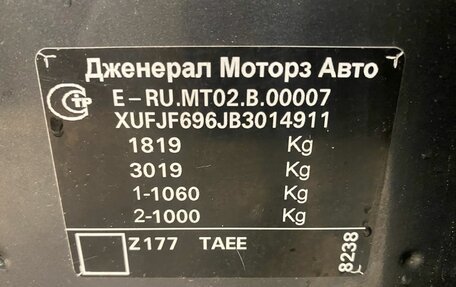 Дженерал Моторз Авто
E-RU.MT02.B.00007
XUFJF696JB3014911
1819 Kg
3019 Kg
1-1060 Kg
2-1000 Kg
Z177 TAEE
8238